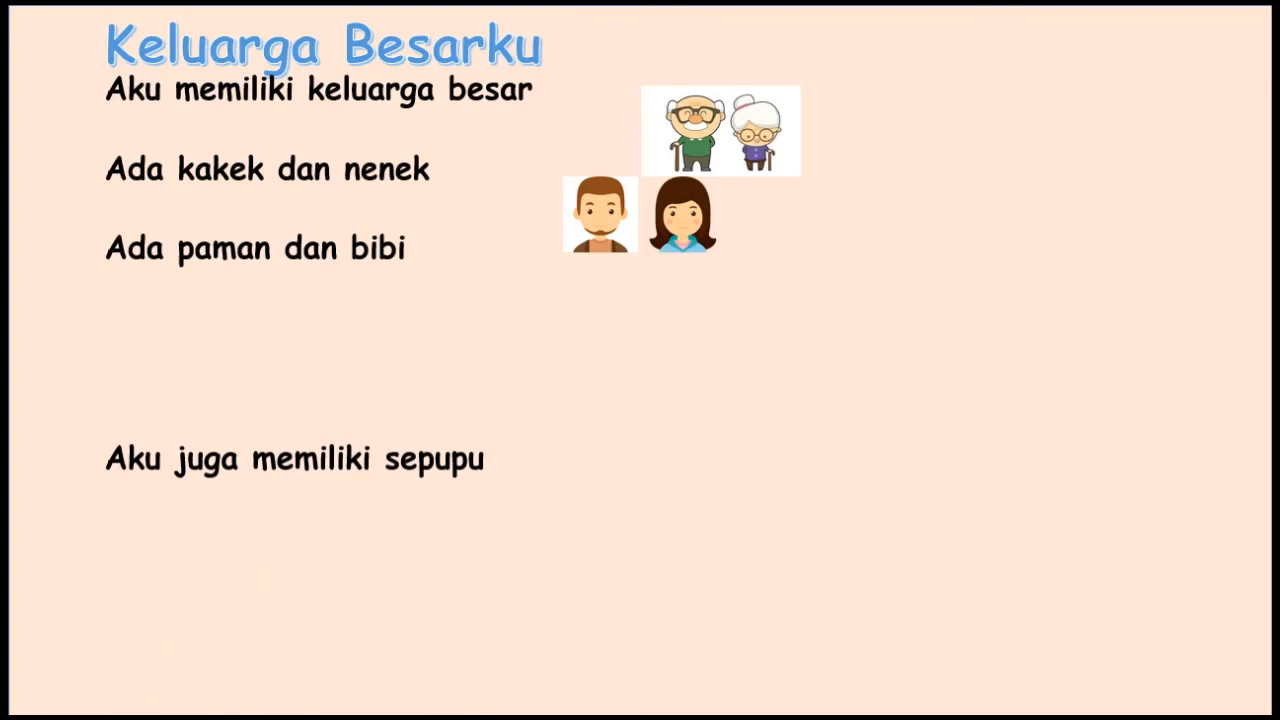 Keluarga Besarku
Aku memiliki keluarga besar
Ada kakek dan nenek
Ada paman dan bibi
Aku juga memiliki sepupu